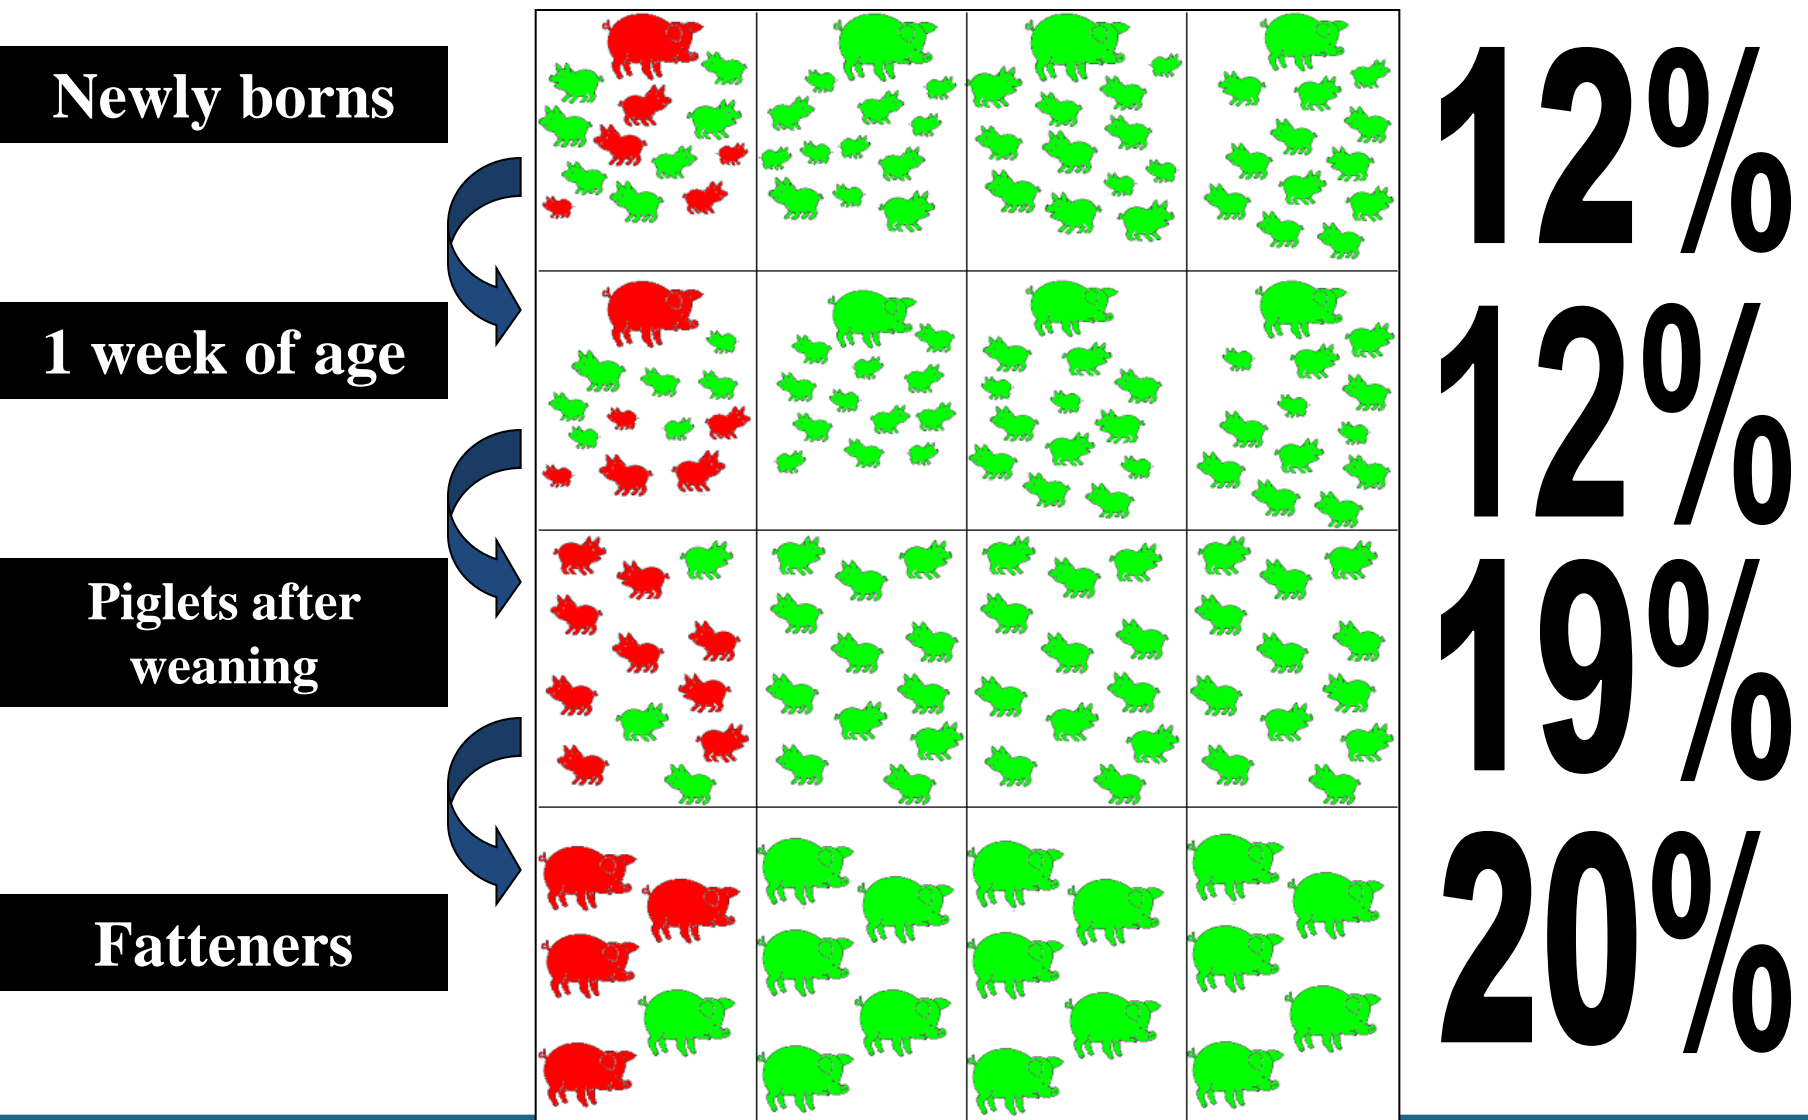 Newly borns
12%
1 week of age
12%
Piglets after
weaning
19%
Fatteners
20%